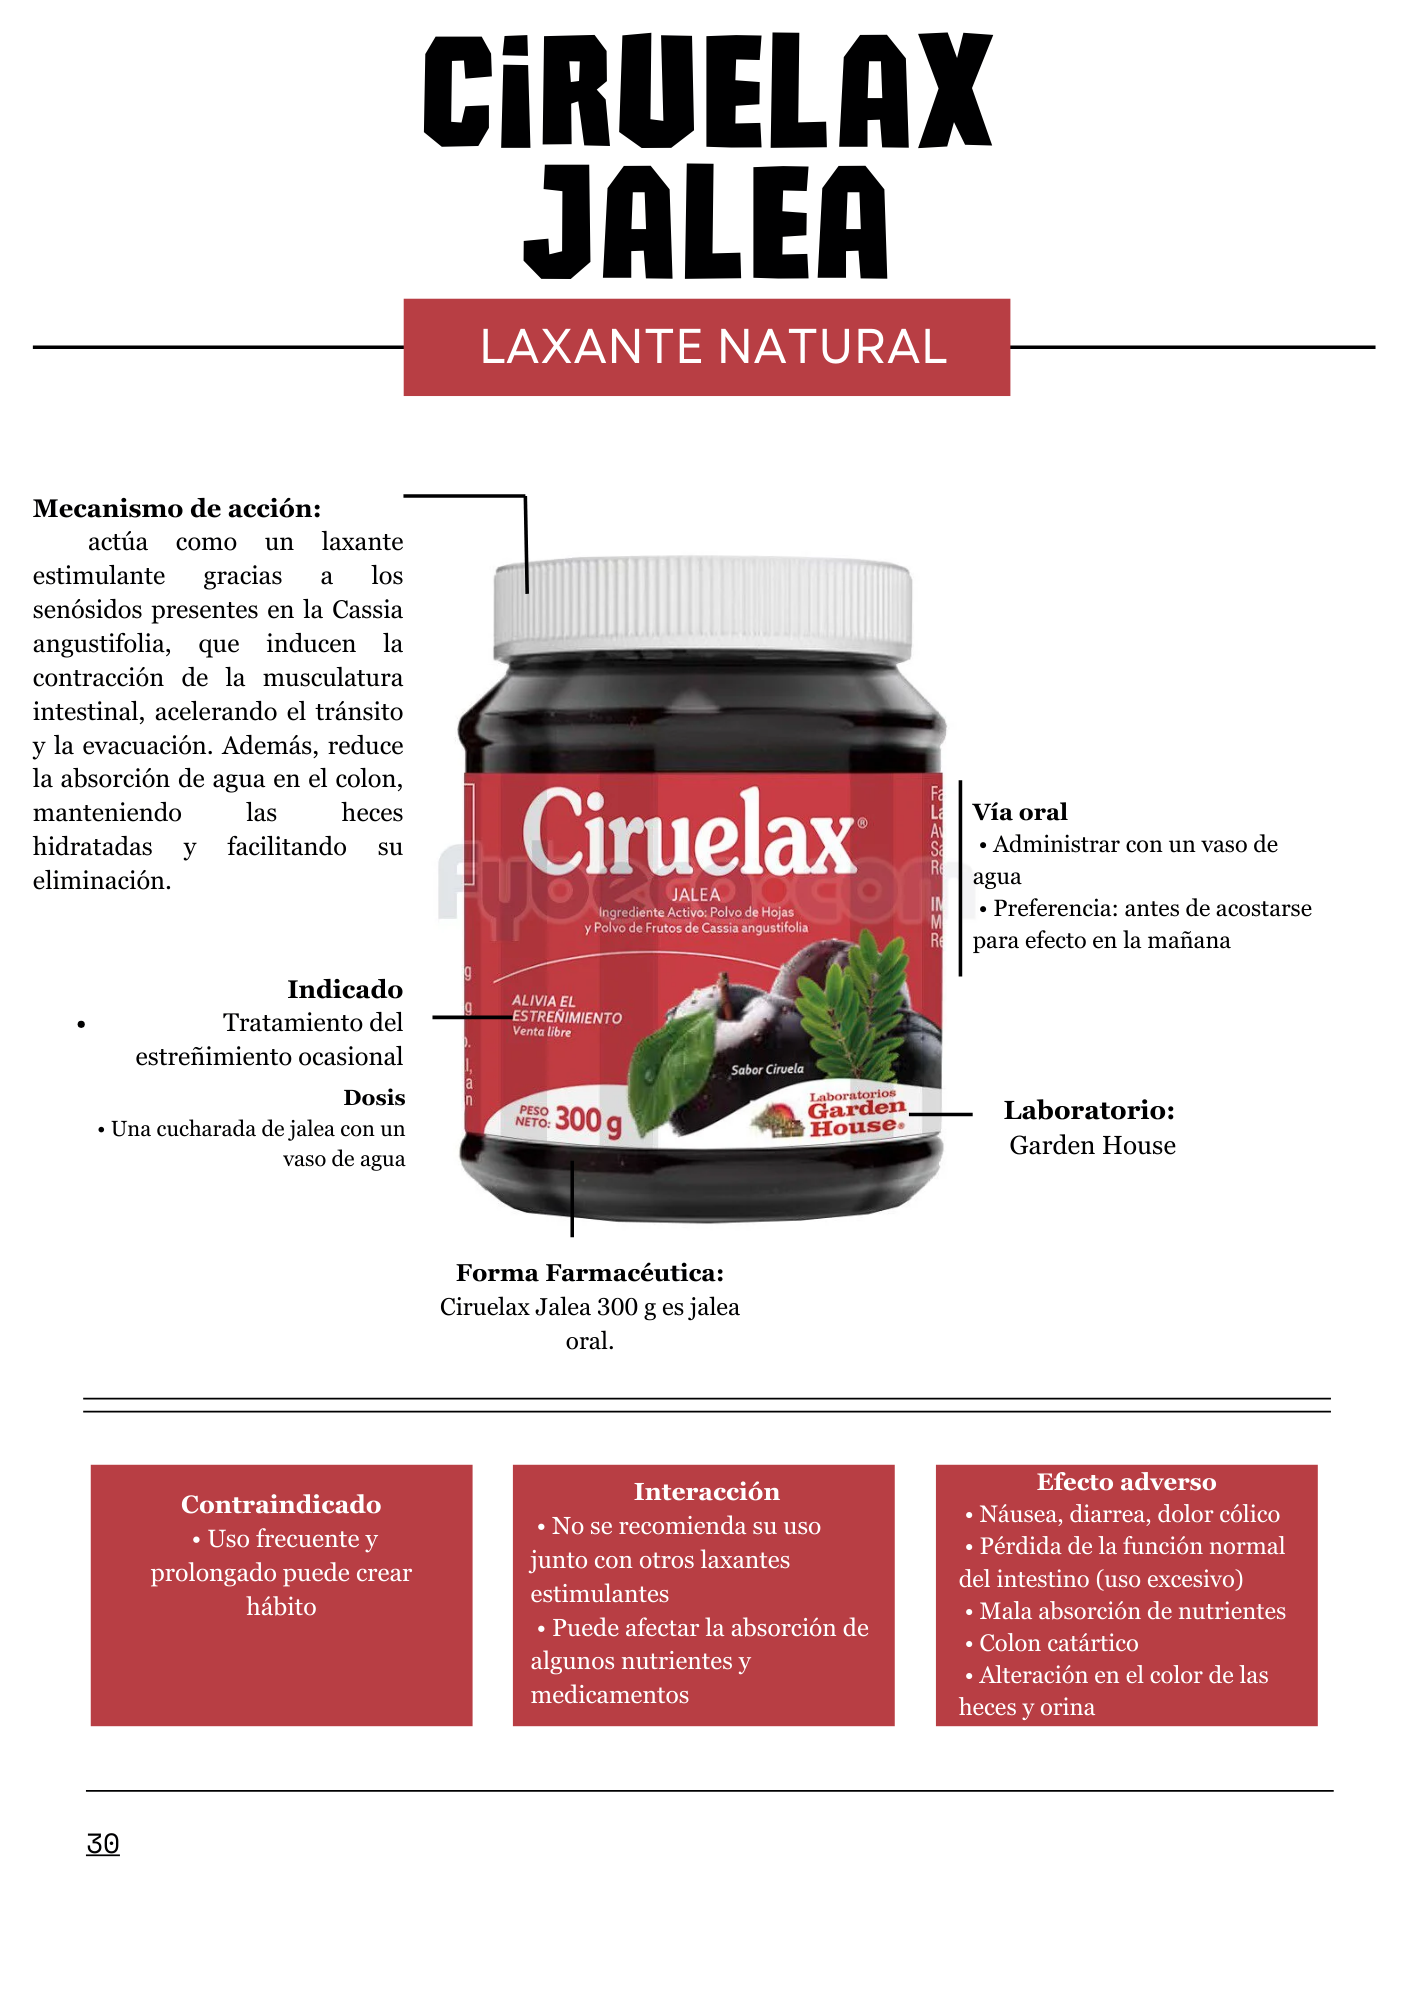 CiRUELAX
JALEA
LAXANTE NATURAL
Mecanismo de acción:
actúa como un laxante
estimulante gracias a los
senósidos presentes en la Cassia
angustifolia, que inducen la
contracción de la musculatura
intestinal, acelerando el tránsito
y la evacuación. Además, reduce
la absorción de agua en el colon,
manteniendo las heces
hidratadas y facilitando su
eliminación.
Indicado
• Tratamiento del
estreñimiento ocasional
Dosis
• Una cucharada de jalea con un
vaso de agua
Ciruelax®
fybeca.com
JALEA
Ingrediente Activo: Polvo de Hojas
y Polvo de Frutos de Cassia angustifolia
ALIVIA EL
ESTREÑIMIENTO
Venta libre
Sabor Ciruela
PESO
NETO: 300 g
Laboratorios
Garden
House®
Vía oral
• Administrar con un vaso de
agua
• Preferencia: antes de acostarse
para efecto en la mañana
Laboratorio:
Garden House
Forma Farmacéutica:
Ciruelax Jalea 300 g es jalea
oral.
Contraindicado
• Uso frecuente y
prolongado puede crear
hábito
Interacción
• No se recomienda su uso
junto con otros laxantes
estimulantes
• Puede afectar la absorción de
algunos nutrientes y
medicamentos
Efecto adverso
• Náusea, diarrea, dolor cólico
• Pérdida de la función normal
del intestino (uso excesivo)
• Mala absorción de nutrientes
• Colon catártico
• Alteración en el color de las
heces y orina
30